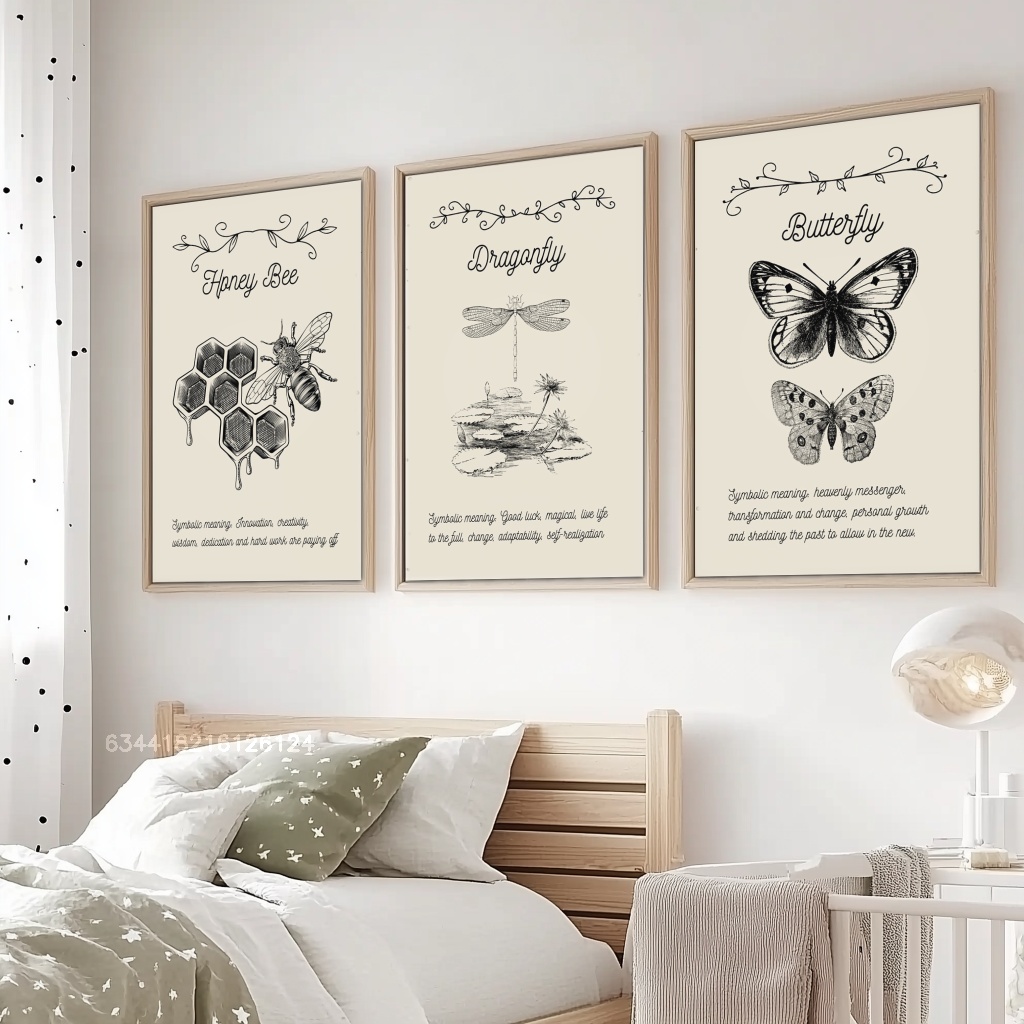 Honey Bee
Symbolic meaning, Innovation, creativity,
wisdom, dedication and hard work are paying off
Dragonfly
Symbolic meaning, Good luck, magical, live life
to the full, change, adaptability, self-realization
Butterfly
Symbolic meaning, heavenly messenger,
transformation and change, personal growth
and shedding the past to allow in the new.